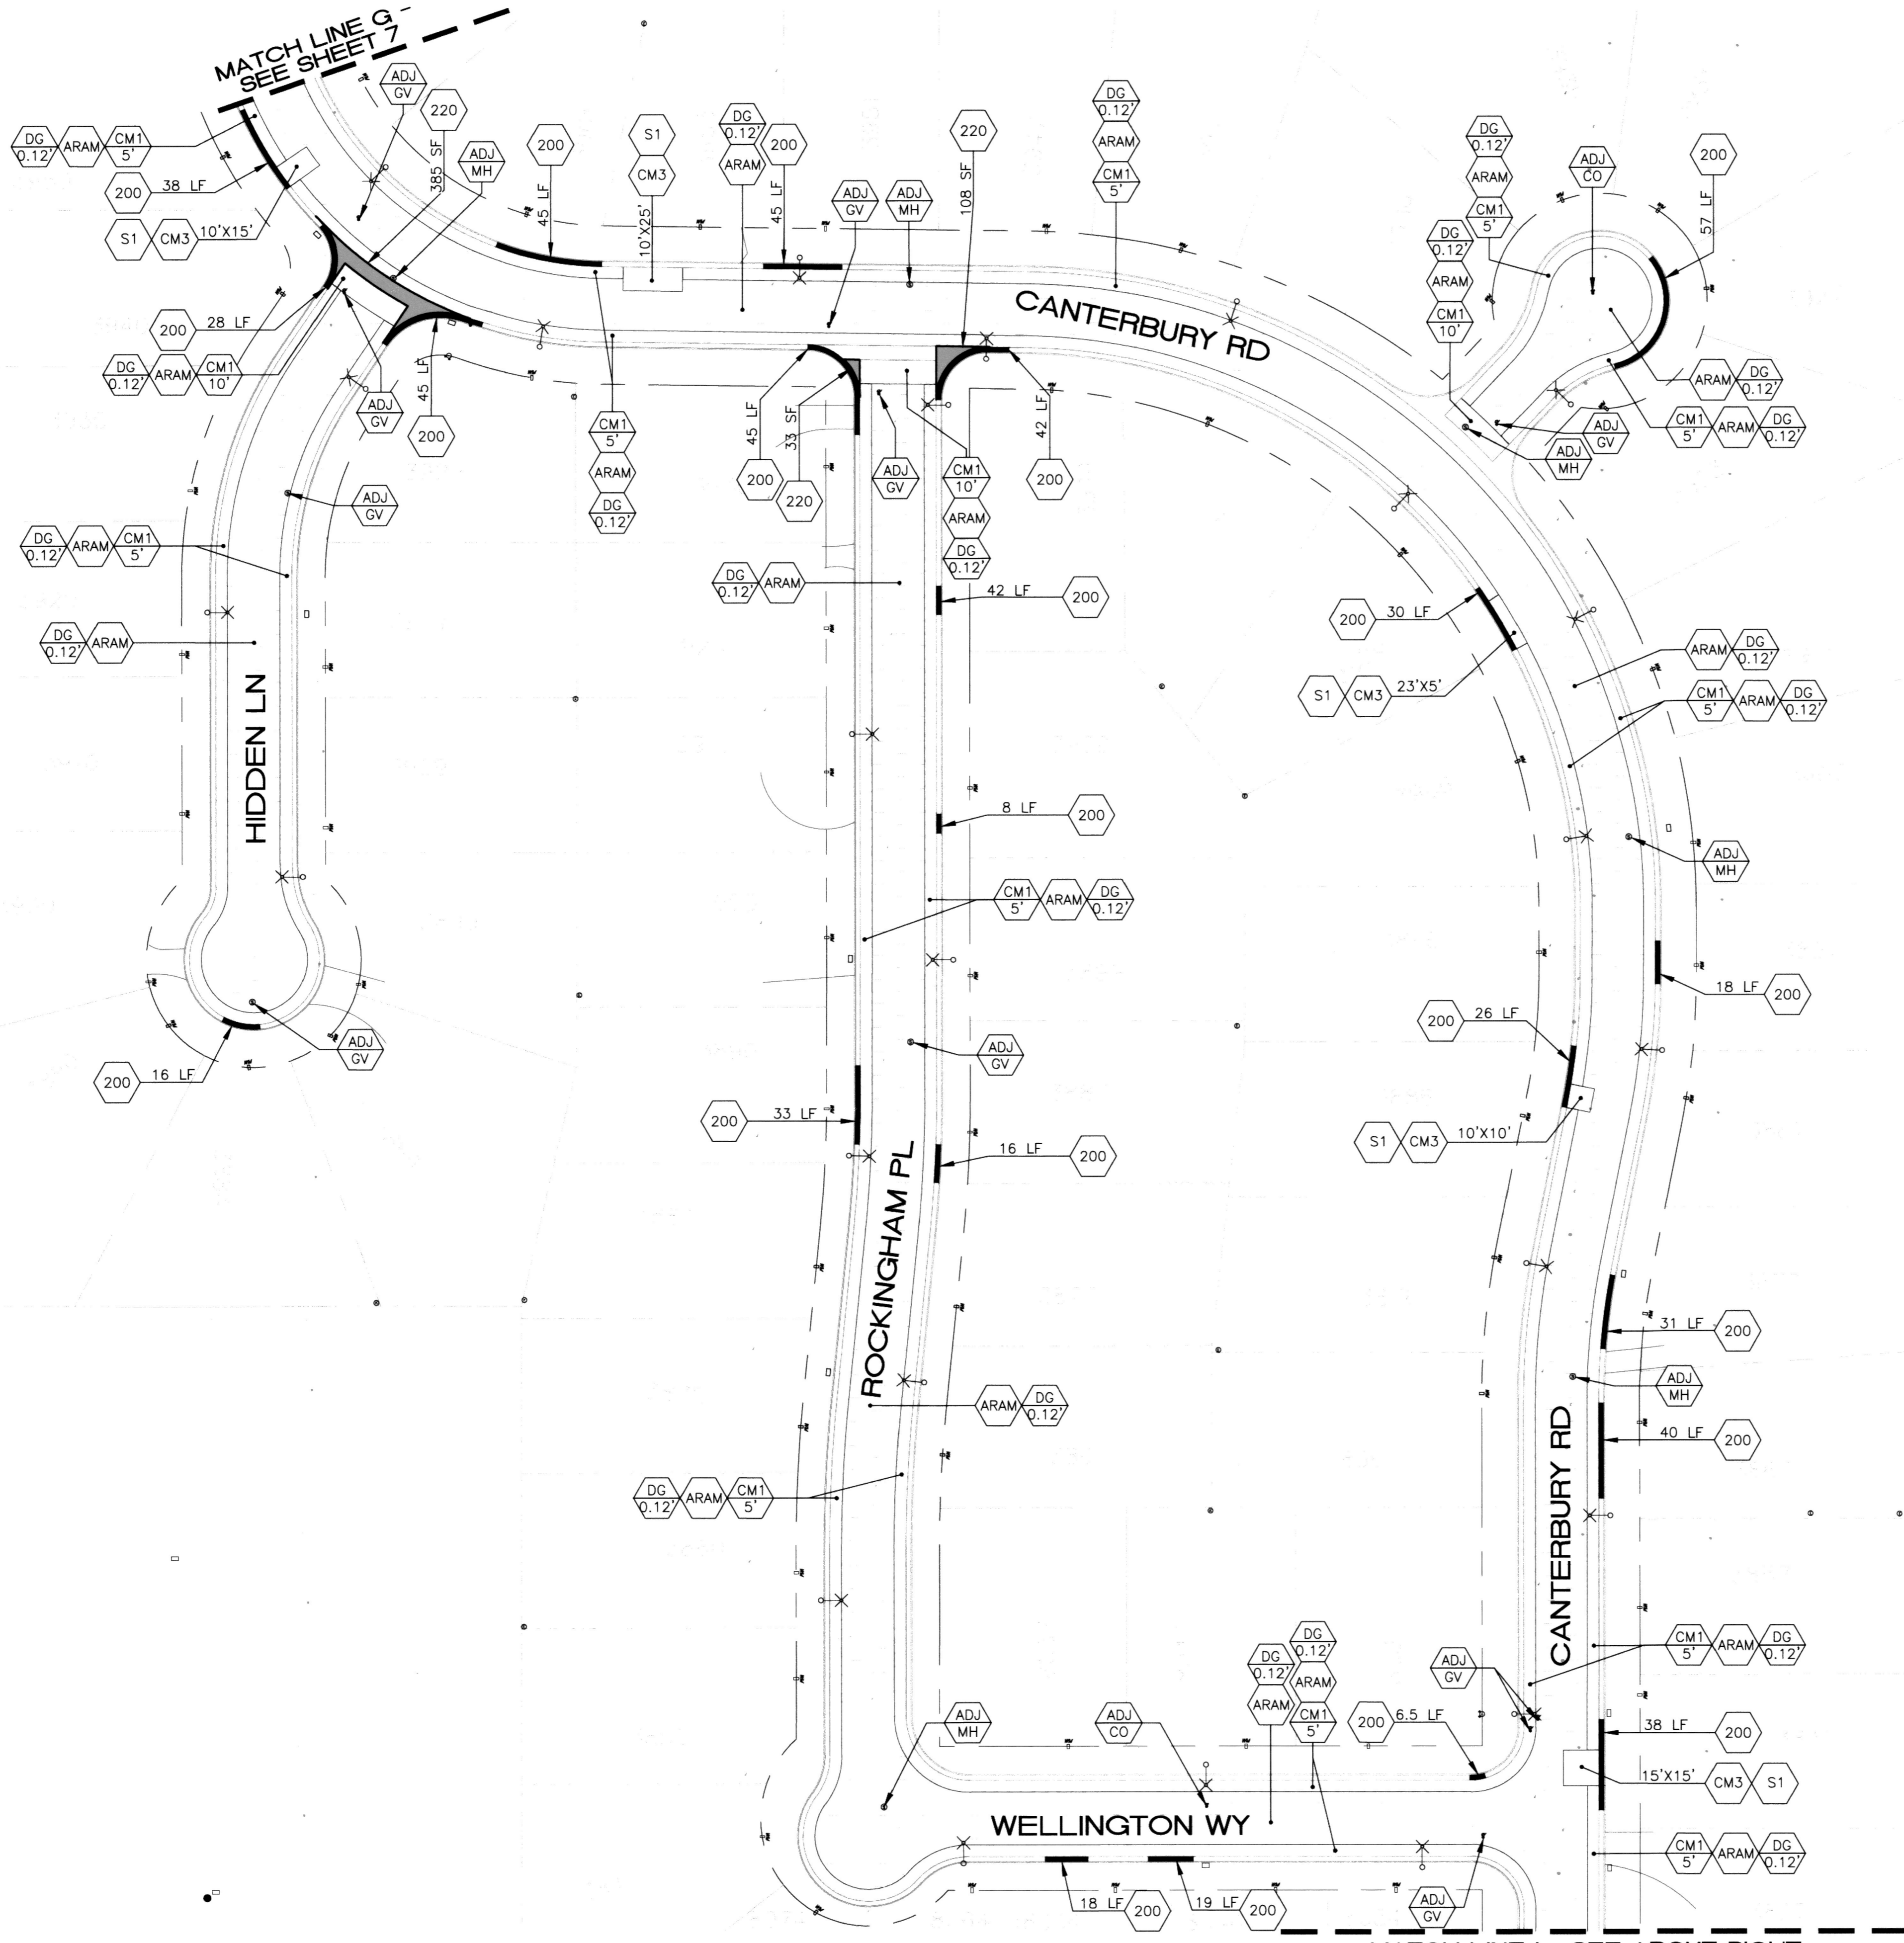 MATCH LINE G -
SEE SHEET 7
ADJ
GV
220
385 SF
ADJ
MH
DG
0.12'
ARAM
CM1
5'
200
38 LF
S1
CM3
10'X15'
200
45 LF
S1
CM3
10'X25'
DG
0.12'
ARAM
200
45 LF
ADJ
GV
ADJ
MH
220
108 SF
DG
0.12'
ARAM
CM1
5'
DG
0.12'
ARAM
CM1
5'
ADJ
CO
200
57 LF
DG
0.12'
ARAM
CM1
10'
CANTERBURY RD
200
28 LF
DG
0.12'
ARAM
CM1
10'
ADJ
GV
45 LF
200
CM1
5'
ARAM
DG
0.12'
45 LF
200
33 SF
220
ADJ
GV
CM1
10'
ARAM
DG
0.12'
42 LF
200
ARAM
DG
0.12'
CM1
5'
ARAM
DG
0.12'
ADJ
GV
ADJ
MH
ADJ
GV
DG
0.12'
ARAM
CM1
5'
DG
0.12'
ARAM
HIDDEN LN
DG
0.12'
ARAM
42 LF
200
200
30 LF
S1
CM3
23'X5'
ARAM
DG
0.12'
CM1
5'
ARAM
DG
0.12'
8 LF
200
ADJ
MH
CM1
5'
ARAM
DG
0.12'
18 LF
200
200
26 LF
ADJ
GV
200
16 LF
ADJ
GV
200
33 LF
16 LF
200
S1
CM3
10'X10'
ROCKINGHAM PL
31 LF
200
ADJ
MH
ARAM
DG
0.12'
40 LF
200
CANTERBURY RD
DG
0.12'
ARAM
CM1
5'
DG
0.12'
ARAM
DG
0.12'
ARAM
CM1
5'
ADJ
GV
CM1
5'
ARAM
DG
0.12'
ADJ
MH
ADJ
CO
200
6.5 LF
38 LF
200
15'X15'
CM3
S1
WELLINGTON WY
CM1
5'
ARAM
DG
0.12'
18 LF
200
19 LF
200
ADJ
GV